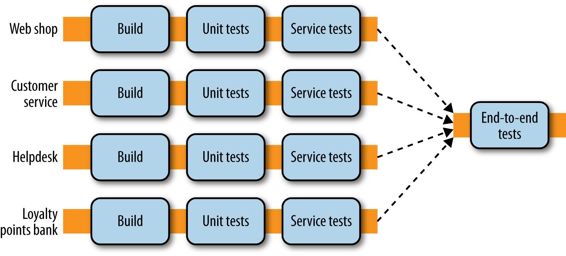 Web shop
Build
Unit tests
Service tests
Customer
service
Build
Unit tests
Service tests
End-to-end
tests
Helpdesk
Build
Unit tests
Service tests
Loyalty
points bank
Build
Unit tests
Service tests